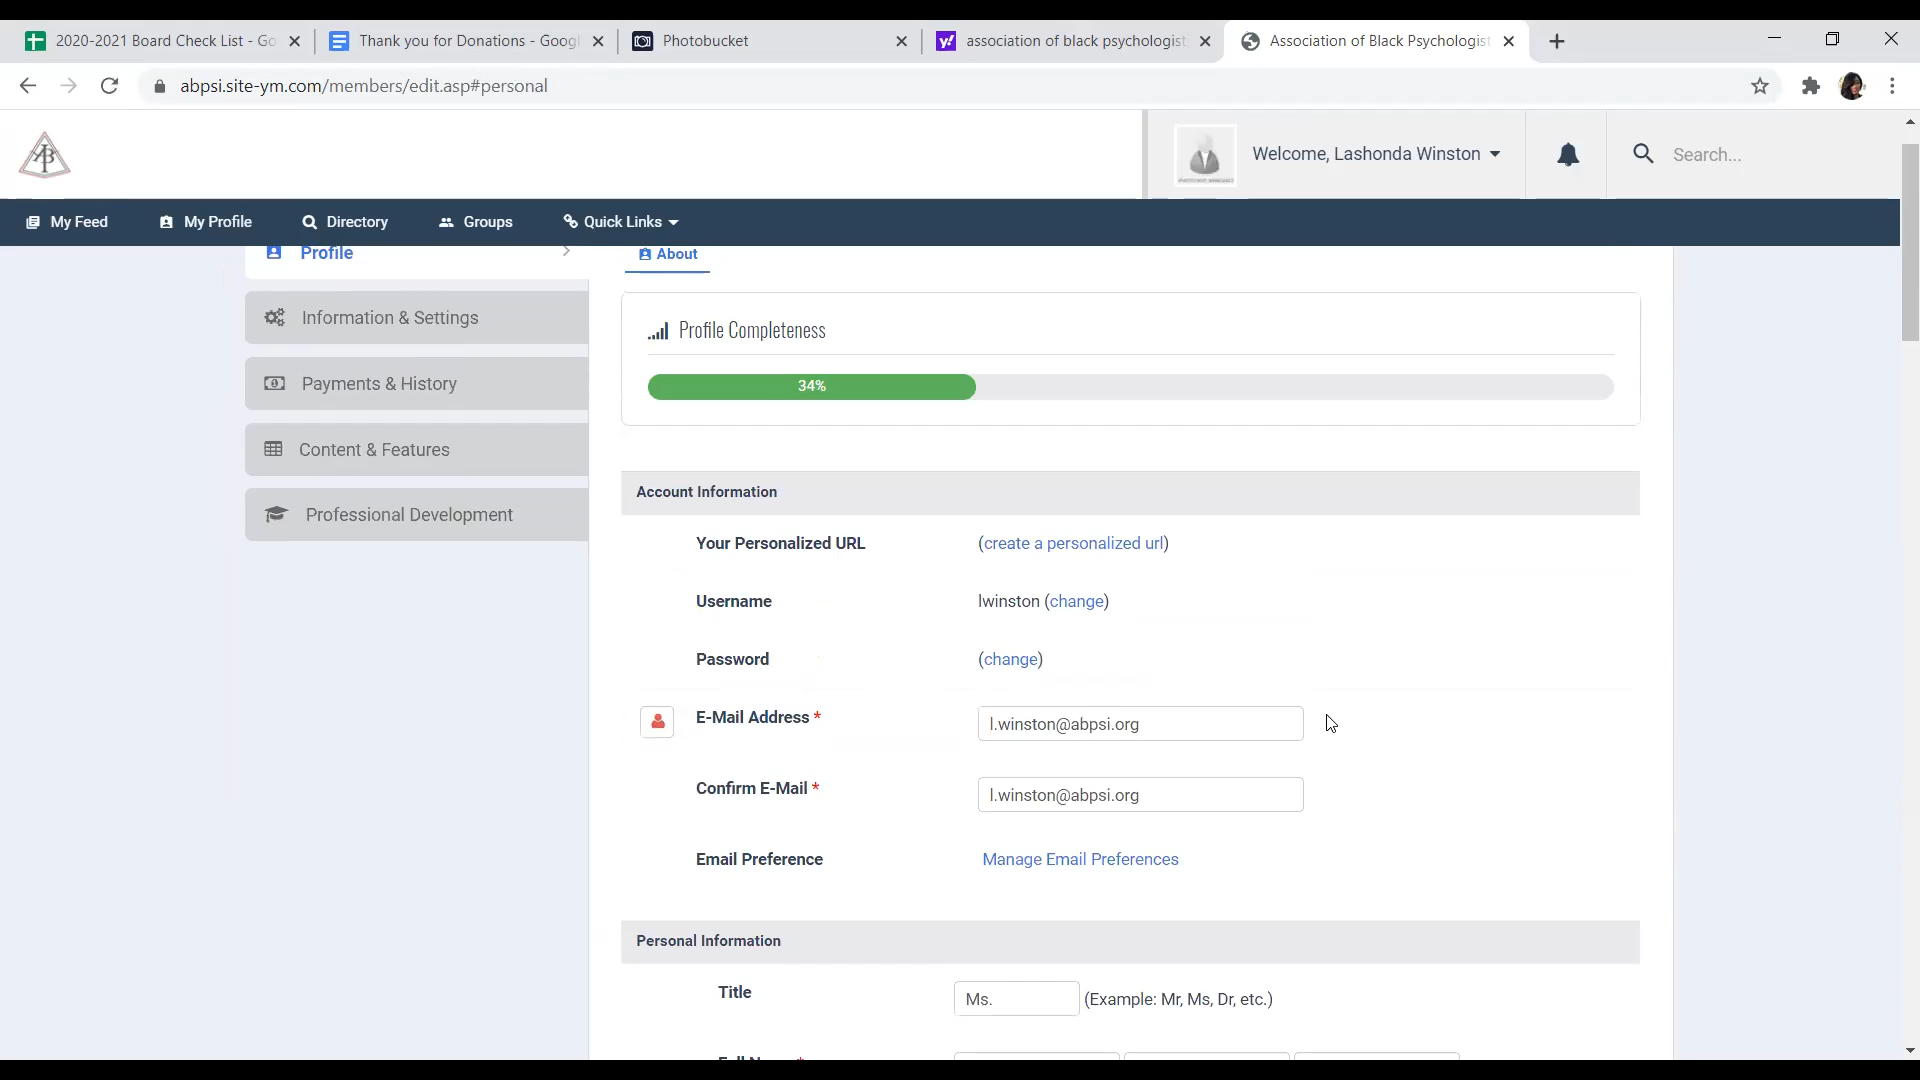 2020-2021 Board Check List - Go
Thank you for Donations - Googl
Photobucket
association of black psychologist
Association of Black Psychologist
abpsi.site-ym.com/members/edit.asp#personal
Welcome, Lashonda Winston
Search...
My Feed
My Profile
Directory
Groups
Quick Links
Profile
About
Information & Settings
Profile Completeness
34%
Payments & History
Content & Features
Account Information
Professional Development
Your Personalized URL (create a personalized url)
Username lwinston (change)
Password (change)
E-Mail Address * l.winston@abpsi.org
Confirm E-Mail * l.winston@abpsi.org
Email Preference Manage Email Preferences
Personal Information
Title Ms. (Example: Mr, Ms, Dr, etc.)